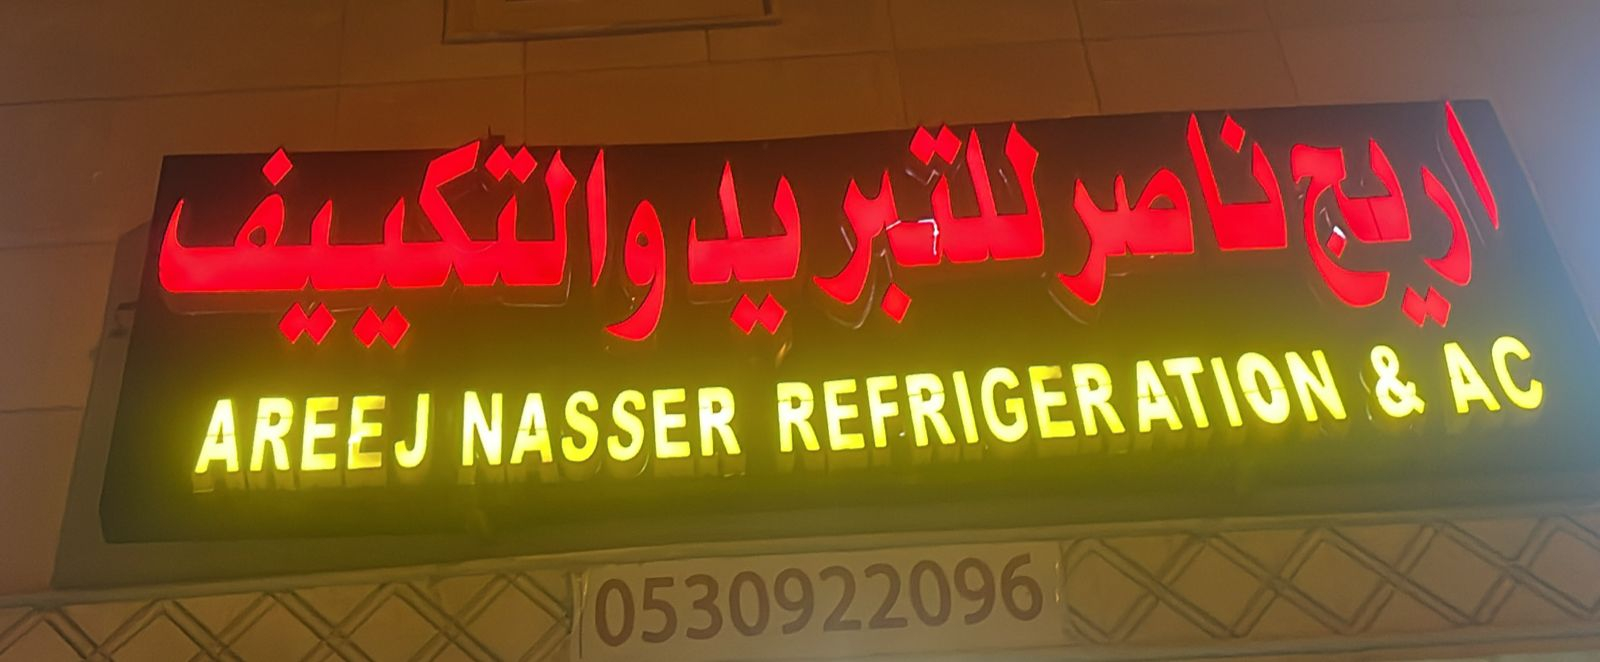 اريج ناصر للتبريد والتكييف
AREEJ NASSER REFRIGERATION & AC
0530922096